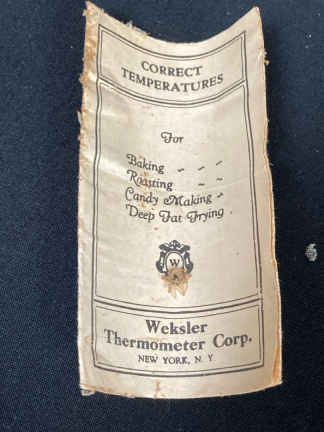 CORRECT
TEMPERATURES
For
Baking - - -
Roasting - -
Candy Making -
Deep Fat Frying .
W
Weksler
Thermometer Corp.
NEW YORK, N. Y